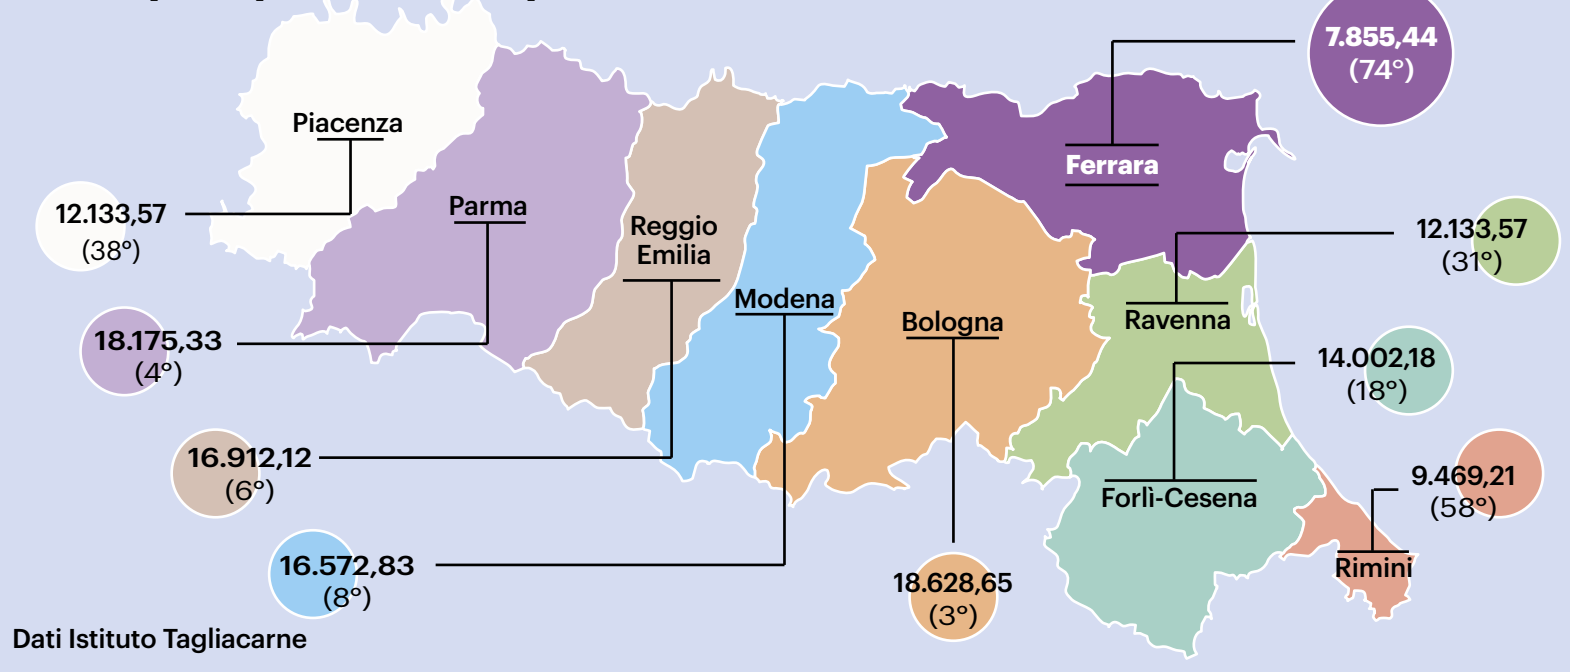 7.855,44
(74°)
Piacenza
Ferrara
12.133,57
(38°)
Parma
Reggio
Emilia
12.133,57
(31°)
Modena
Bologna
Ravenna
18.175,33
(4°)
14.002,18
(18°)
16.912,12
(6°)
Forlì-Cesena
9.469,21
(58°)
16.572,83
(8°)
18.628,65
(3°)
Rimini
Dati Istituto Tagliacarne